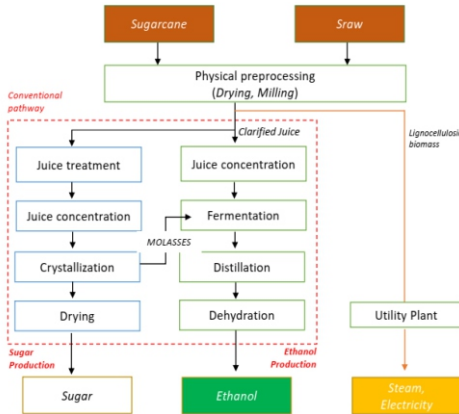 Sugarcane
Sraw
Physical preprocessing
(Drying, Milling)
Conventional
pathway
Clarified Juice
Lignocellulosi
biomass
Juice treatment
Juice concentration
Juice concentration
Fermentation
MOLASSES
Crystallization
Distillation
Drying
Dehydration
Utility Plant
Sugar
Production
Ethanol
Production
Sugar
Ethanol
Steam,
Electricity